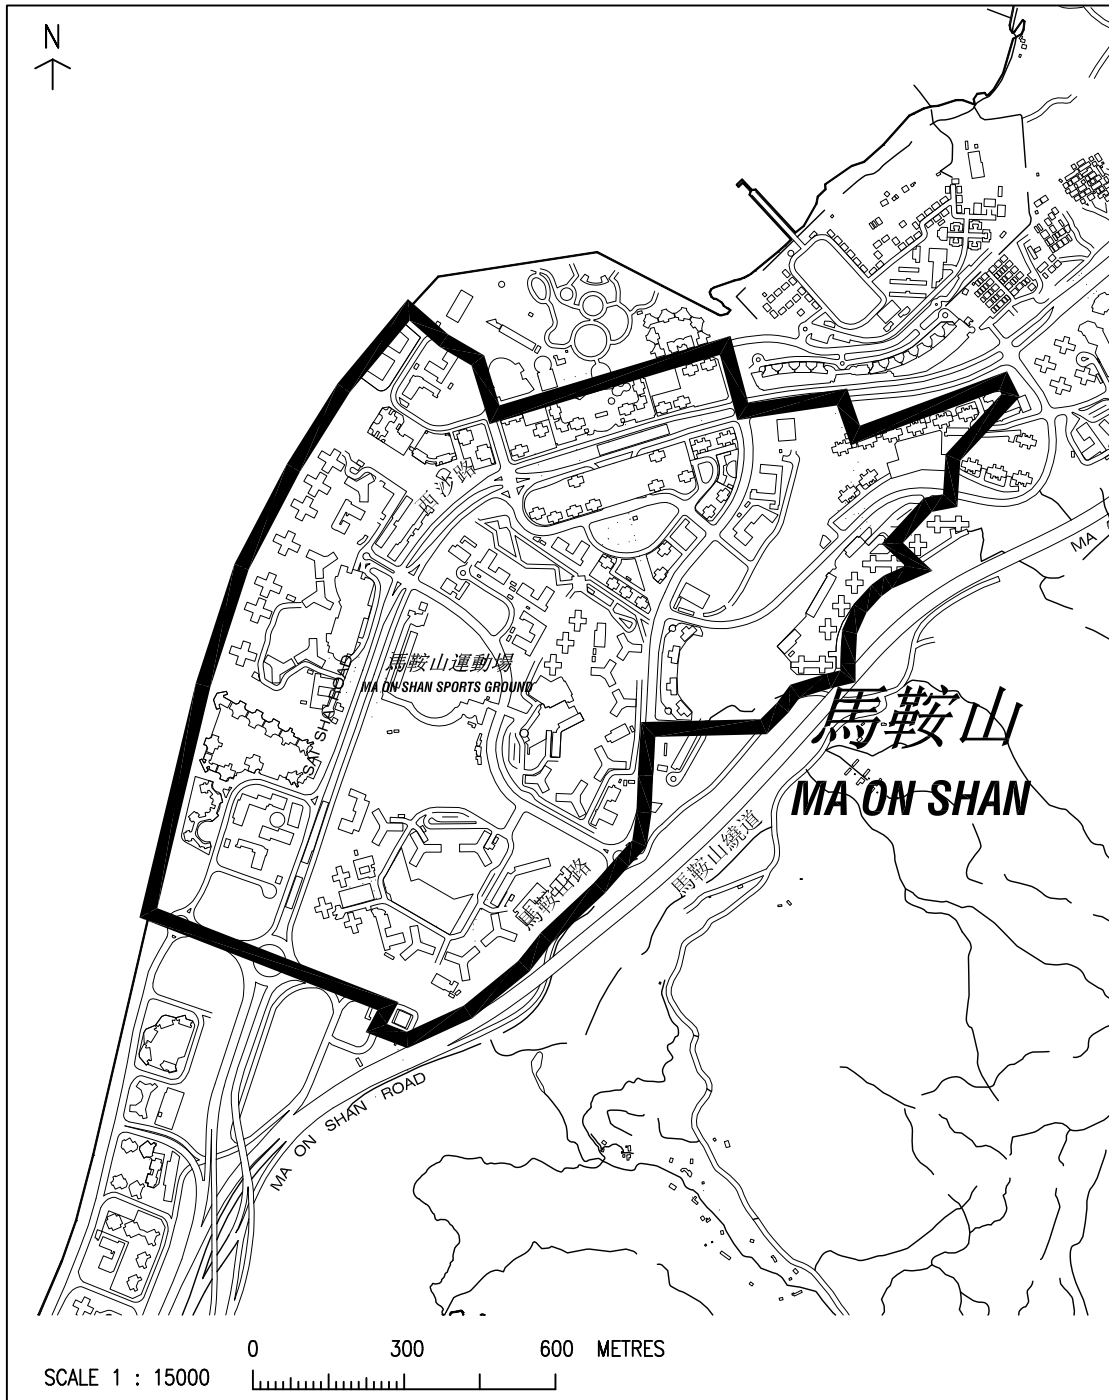 N
西沙路
MA
馬鞍山運動場
MA ON SHAN SPORTS GROUND
SAI SHA ROAD
馬鞍山
MA ON SHAN
馬鞍山繞道
馬鞍山路
MA ON SHAN ROAD
0 300 600 METRES
SCALE 1 : 15000